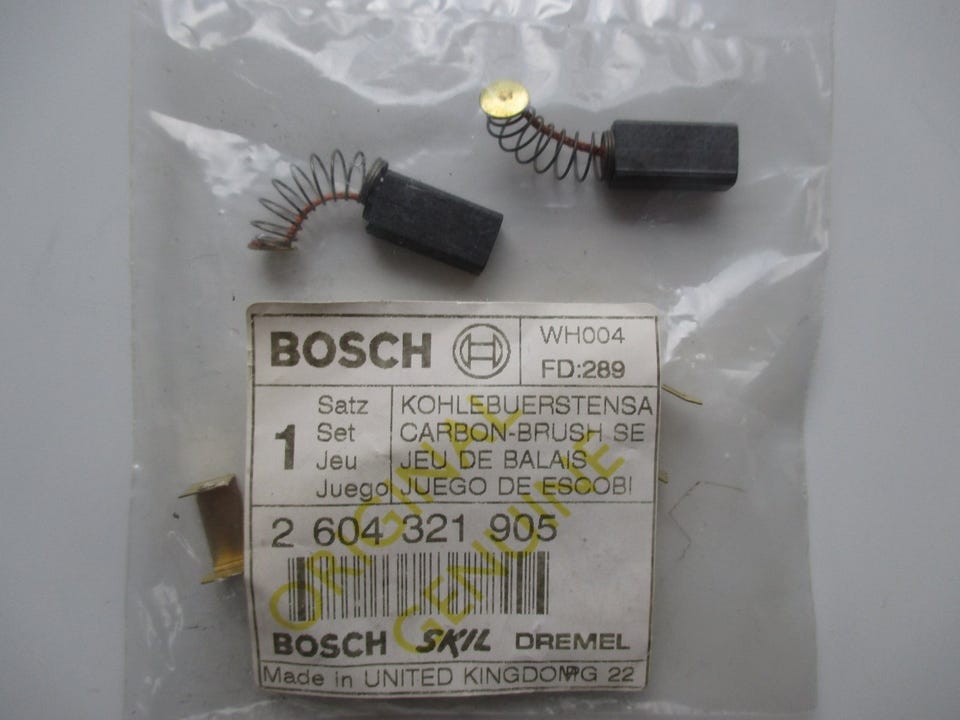 BOSCH
WH004
FD:289
1
Satz
Set
Jeu
Juego
KOHLEBUERSTENSA
CARBON-BRUSH SE
JEU DE BALAIS
JUEGO DE ESCOBI
2 604 321 905
ORIGINAL
GENUINE
BOSCH SKIL DREMEL
Made in UNITED KINGDOM PG 22